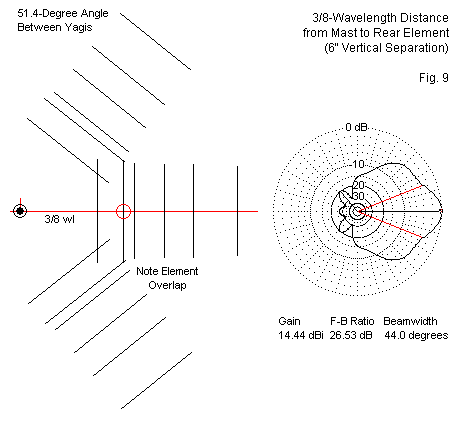 51.4-Degree Angle
Between Yagis
3/8-Wavelength Distance
from Mast to Rear Element
(6" Vertical Separation)
Fig. 9
0 dB
-10
-20
-30
3/8 wl
Note Element
Overlap
Gain F-B Ratio Beamwidth
14.44 dBi 26.53 dB 44.0 degrees